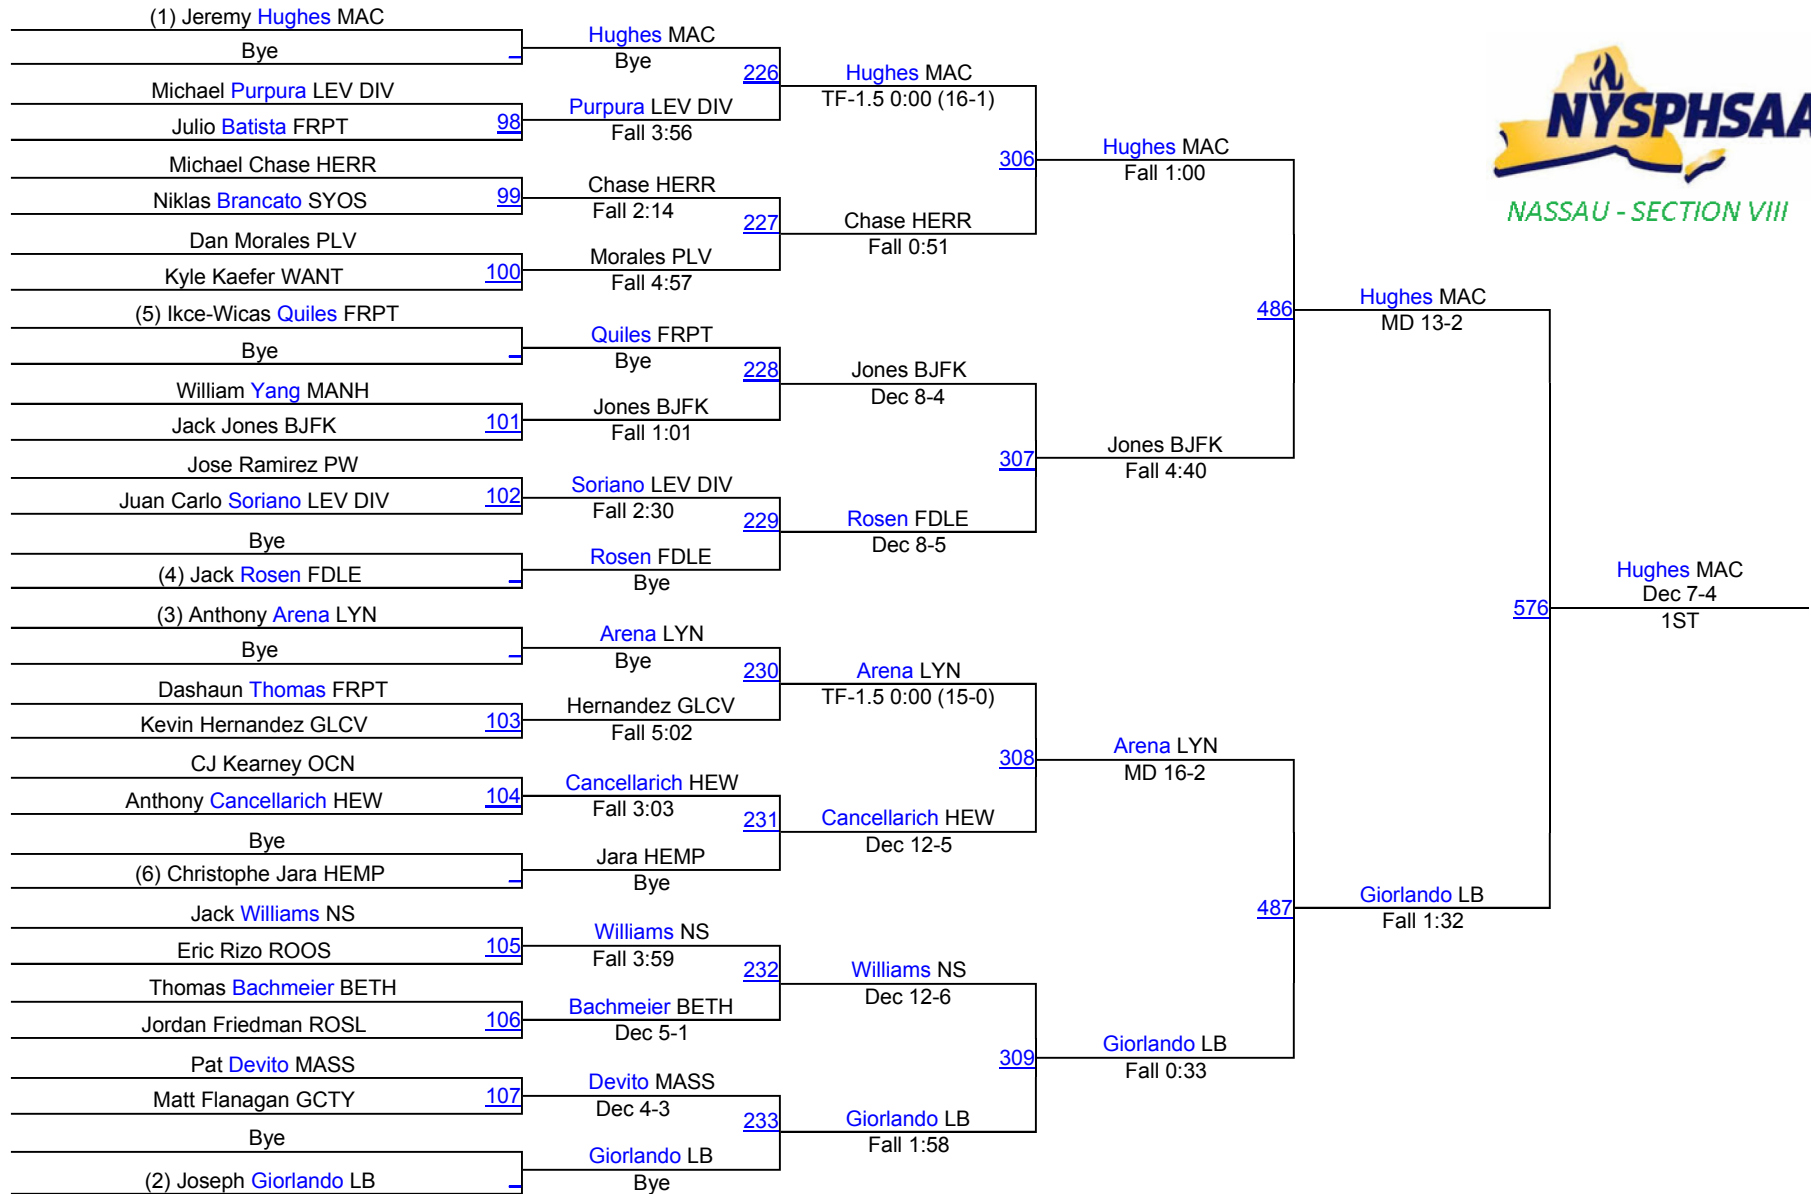 (1) Jeremy Hughes MAC
Bye
Michael Purpura LEV DIV
Julio Batista FRPT
98
Michael Chase HERR
Niklas Brancato SYOS
99
Dan Morales PLV
Kyle Kaefer WANT
100
(5) Ikce-Wicas Quiles FRPT
Bye
William Yang MANH
Jack Jones BJFK
101
Jose Ramirez PW
Juan Carlo Soriano LEV DIV
102
Bye
(4) Jack Rosen FDLE
(3) Anthony Arena LYN
Bye
Dashaun Thomas FRPT
Kevin Hernandez GLCV
103
CJ Kearney OCN
Anthony Cancellarich HEW
104
Bye
(6) Christophe Jara HEMP
Jack Williams NS
Eric Rizo ROOS
105
Thomas Bachmeier BETH
Jordan Friedman ROSL
106
Pat Devito MASS
Matt Flanagan GCTY
107
Bye
(2) Joseph Giorlando LB
Hughes MAC
Bye
226
Purpura LEV DIV
Fall 3:56
Chase HERR
Fall 2:14
227
Morales PLV
Fall 4:57
Quiles FRPT
Bye
228
Jones BJFK
Fall 1:01
Soriano LEV DIV
Fall 2:30
229
Rosen FDLE
Bye
Arena LYN
Bye
230
Hernandez GLCV
Fall 5:02
Cancellarich HEW
Fall 3:03
231
Jara HEMP
Bye
Williams NS
Fall 3:59
232
Bachmeier BETH
Dec 5-1
Devito MASS
Dec 4-3
233
Giorlando LB
Bye
Hughes MAC
TF-1.5 0:00 (16-1)
306
Chase HERR
Fall 0:51
Jones BJFK
Dec 8-4
307
Rosen FDLE
Dec 8-5
Arena LYN
TF-1.5 0:00 (15-0)
308
Cancellarich HEW
Dec 12-5
Williams NS
Dec 12-6
309
Giorlando LB
Fall 1:58
Hughes MAC
Fall 1:00
486
Jones BJFK
Fall 4:40
Arena LYN
MD 16-2
487
Giorlando LB
Fall 0:33
Hughes MAC
MD 13-2
576
Giorlando LB
Fall 1:32
Hughes MAC
Dec 7-4
1ST
NYSPHSAA
NASSAU - SECTION VIII